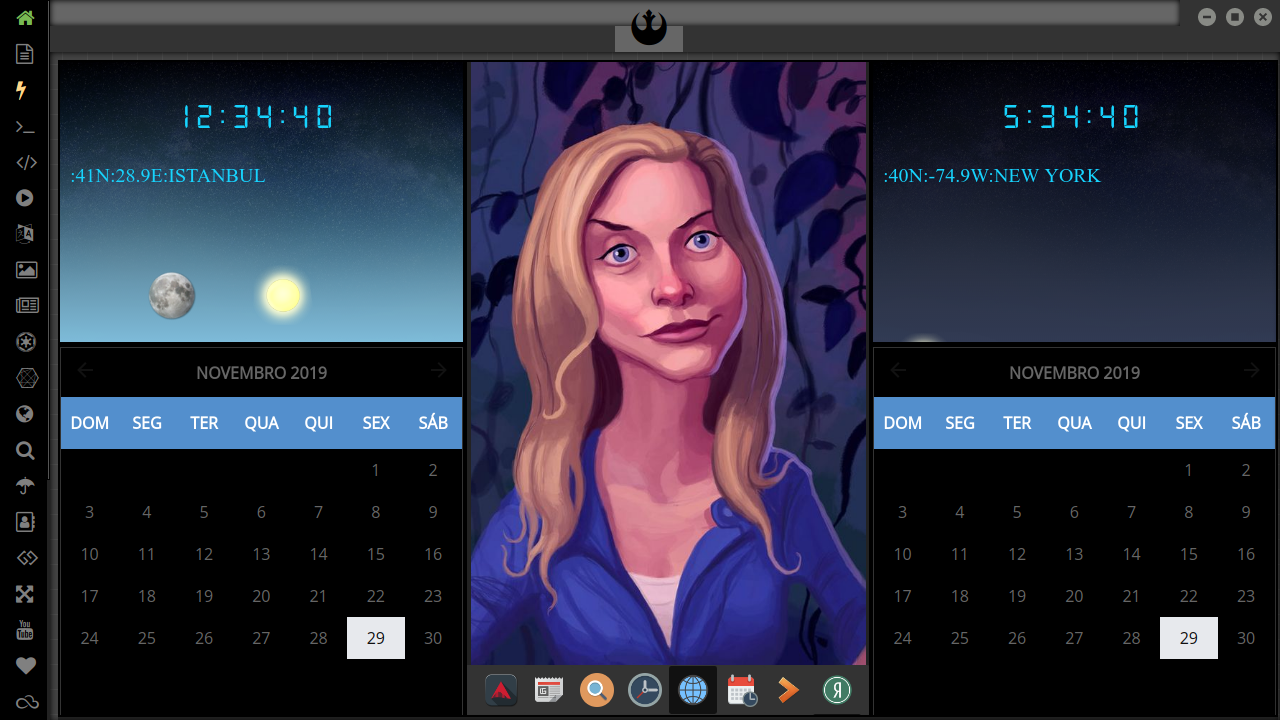 12:34:40
:41N:28.9E:ISTANBUL
NOVEMBRO 2019
DOM SEG TER QUA QUI SEX SÁB
1 2
3 4 5 6 7 8 9
10 11 12 13 14 15 16
17 18 19 20 21 22 23
24 25 26 27 28 29 30
5:34:40
:40N:-74.9W:NEW YORK
NOVEMBRO 2019
DOM SEG TER QUA QUI SEX SÁB
1 2
3 4 5 6 7 8 9
10 11 12 13 14 15 16
17 18 19 20 21 22 23
24 25 26 27 28 29 30
You
Tube
Я